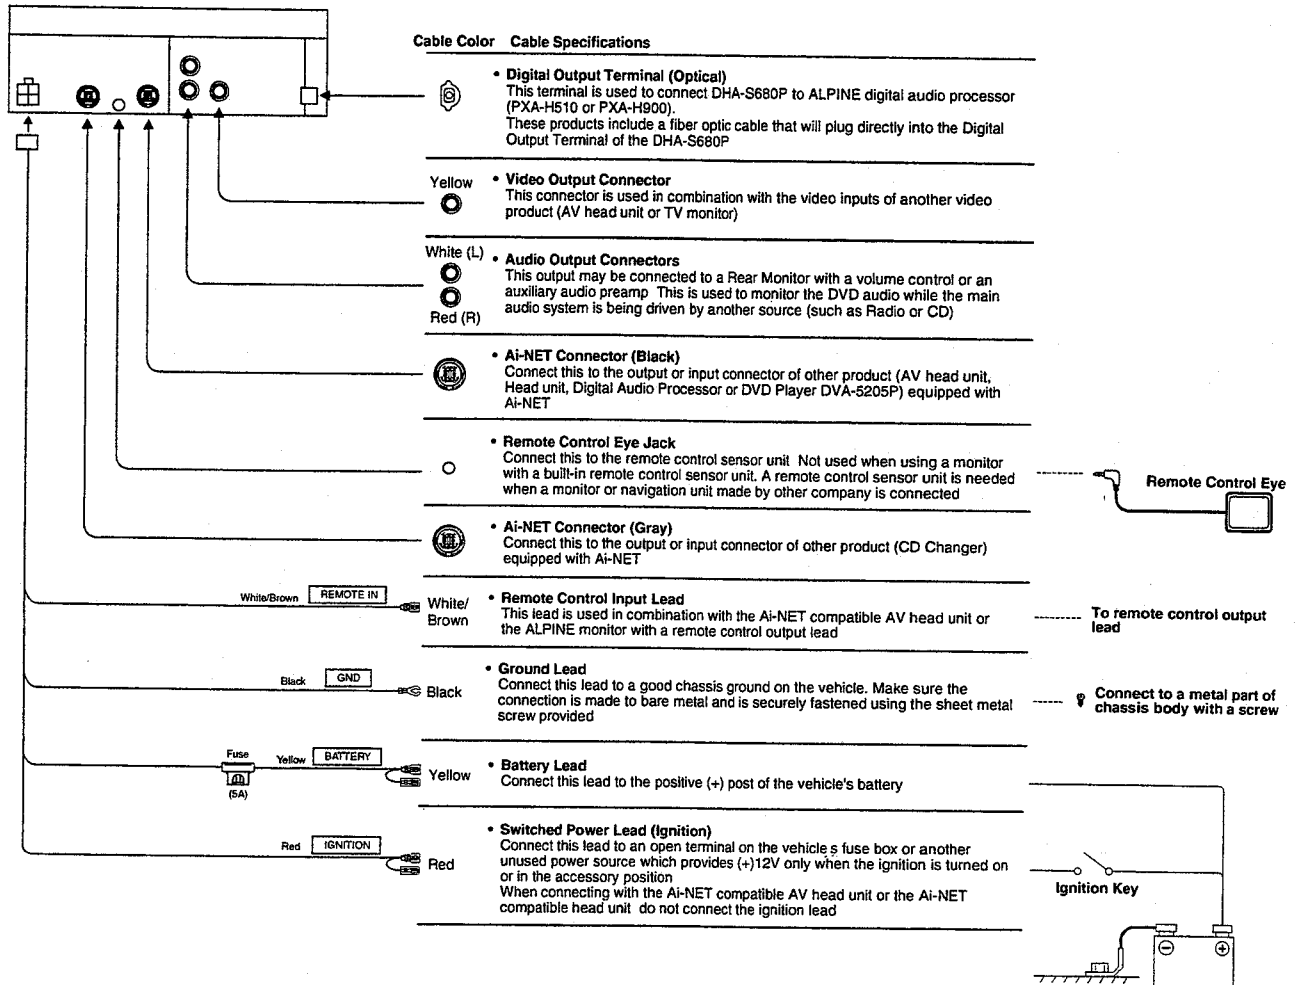 Cable Color Cable Specifications
• Digital Output Terminal (Optical)
This terminal is used to connect DHA-S680P to ALPINE digital audio processor
(PXA-H510 or PXA-H900).
These products include a fiber optic cable that will plug directly into the Digital
Output Terminal of the DHA-S680P
Yellow
• Video Output Connector
This connector is used in combination with the video inputs of another video
product (AV head unit or TV monitor)
White (L)
Red (R)
• Audio Output Connectors
This output may be connected to a Rear Monitor with a volume control or an
auxiliary audio preamp This is used to monitor the DVD audio while the main
audio system is being driven by another source (such as Radio or CD)
• Ai-NET Connector (Black)
Connect this to the output or input connector of other product (AV head unit,
Head unit, Digital Audio Processor or DVD Player DVA-5205P) equipped with
Ai-NET
• Remote Control Eye Jack
Connect this to the remote control sensor unit Not used when using a monitor
with a built-in remote control sensor unit. A remote control sensor unit is needed
when a monitor or navigation unit made by other company is connected
Remote Control Eye
• Ai-NET Connector (Gray)
Connect this to the output or input connector of other product (CD Changer)
equipped with Ai-NET
White/Brown REMOTE IN
White/
Brown
• Remote Control Input Lead
This lead is used in combination with the Ai-NET compatible AV head unit or
the ALPINE monitor with a remote control output lead
To remote control output
lead
Black GND
Black
• Ground Lead
Connect this lead to a good chassis ground on the vehicle. Make sure the
connection is made to bare metal and is securely fastened using the sheet metal
screw provided
Connect to a metal part of
chassis body with a screw
Fuse
(5A)
Yellow BATTERY
Yellow
• Battery Lead
Connect this lead to the positive (+) post of the vehicle's battery
Red IGNITION
Red
• Switched Power Lead (Ignition)
Connect this lead to an open terminal on the vehicle s fuse box or another
unused power source which provides (+)12V only when the ignition is turned on
or in the accessory position
When connecting with the Ai-NET compatible AV head unit or the Ai-NET
compatible head unit do not connect the ignition lead
Ignition Key
⊖ ⊕